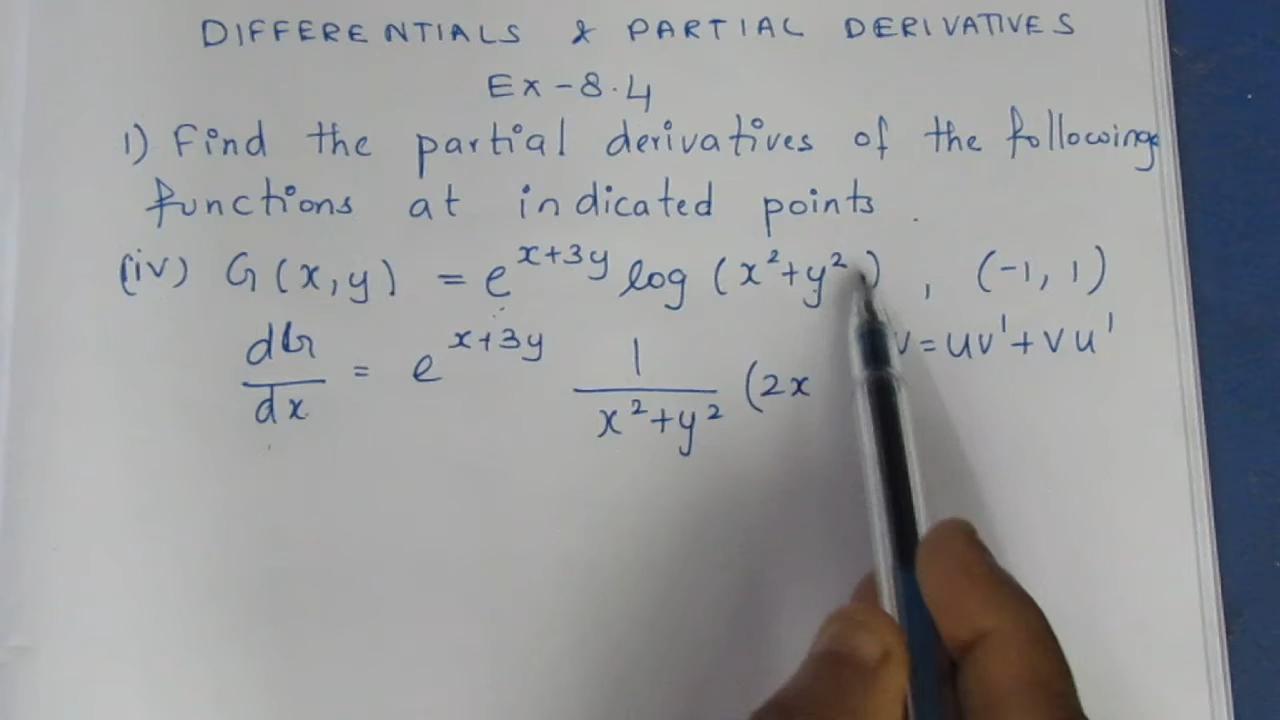 DIFFERENTIALS & PARTIAL DERIVATIVES
Ex-8.4
1) Find the partial derivatives of the following
functions at indicated points.
(iv) G(x,y) = e^{x+3y} log (x²+y²), (-1, 1)
v = uv' + vu'
dG/dx = e^{x+3y} 1/(x²+y²) (2x